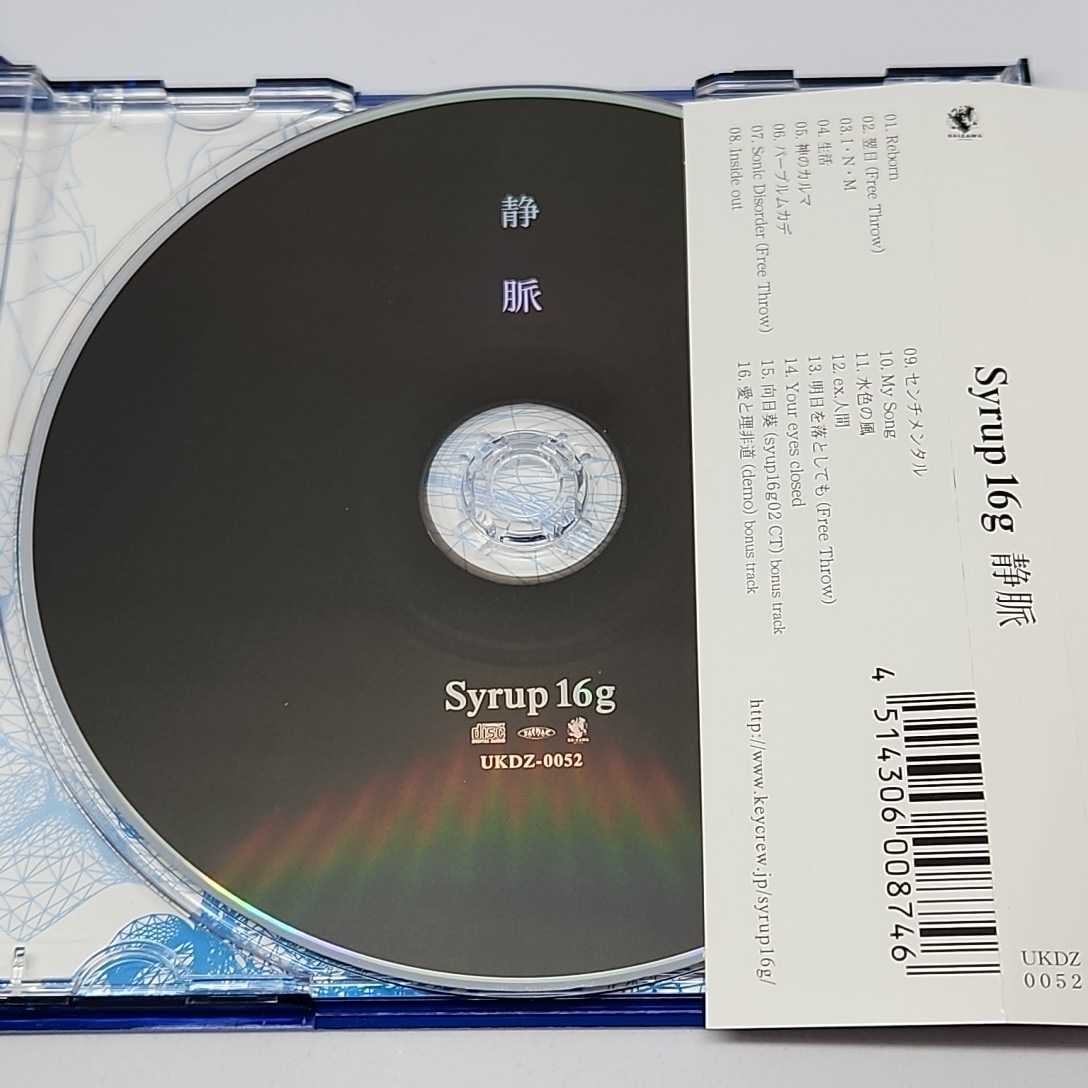 静脈
Syrup 16g
disc
UKDZ-0052
01. Reborn
02. 翌日 (Free Throw)
03. I・N・M
04. 生活
05. 神のカルマ
06. パープルムカデ
07. Sonic Disorder (Free Throw)
08. Inside out
09. センチメンタル
10. My Song
11. 水色の風
12. ex.人間
13. 明日を落としても (Free Throw)
14. Your eyes closed
15. 向日葵 (syup16g02 CT) bonus track
16. 愛と理非道 (demo) bonus track
Syrup 16g 静脈
http://www.keycrew.jp/syrup16g/
4 514306 008746
UKDZ
0052